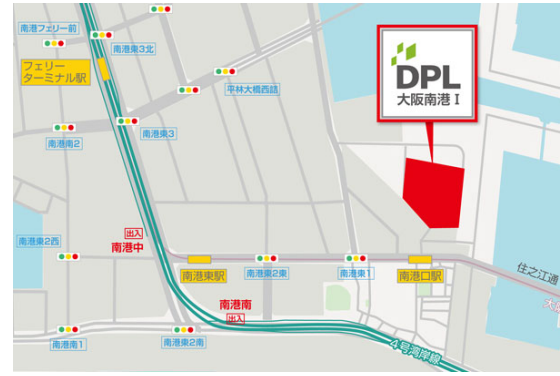 南港フェリー前
南港東3北
フェリー
ターミナル駅
平林大橋西詰
DPL
大阪南港 I
南港南2
南港東3
出入
南港中
南港東2西
南港東駅
南港東2東
南港東1
南港口駅
住之江通
大阪
南港南
出入
南港南1
南港東2南
4号湾岸線